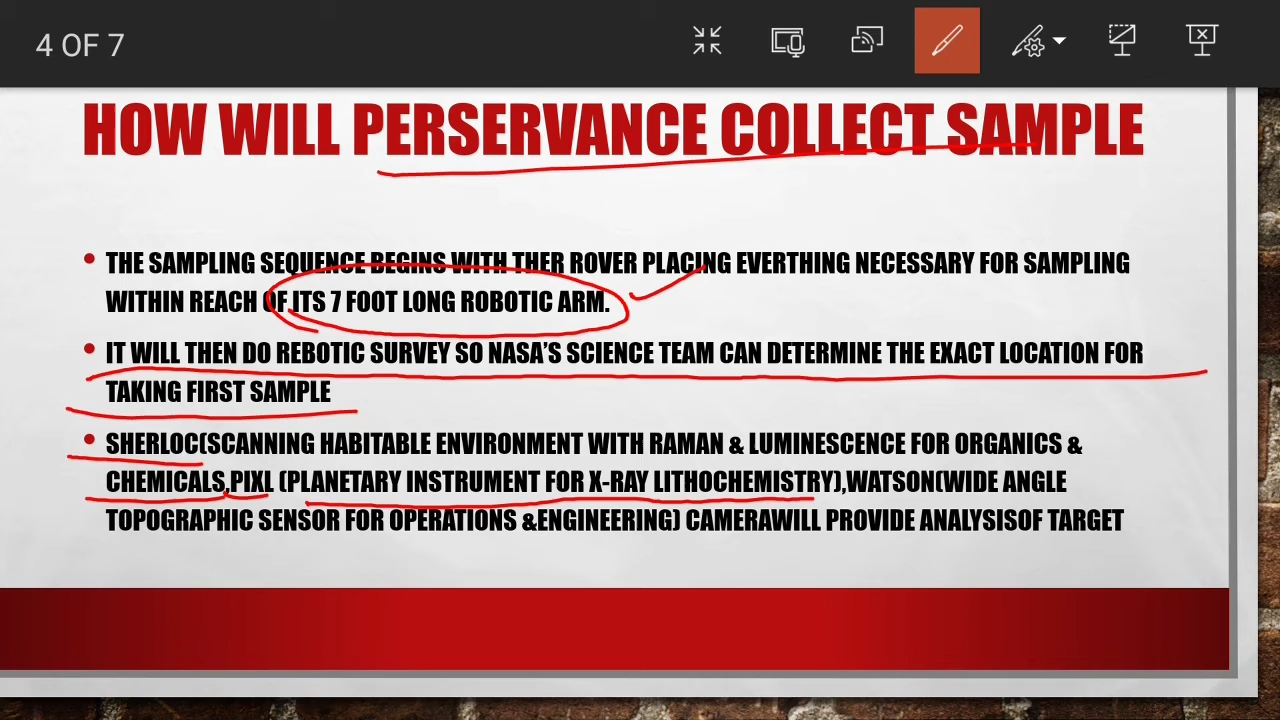 4 OF 7
HOW WILL PERSERVANCE COLLECT SAMPLE
• THE SAMPLING SEQUENCE BEGINS WITH THER ROVER PLACING EVERTHING NECESSARY FOR SAMPLING
WITHIN REACH OF ITS 7 FOOT LONG ROBOTIC ARM.
• IT WILL THEN DO REBOTIC SURVEY SO NASA'S SCIENCE TEAM CAN DETERMINE THE EXACT LOCATION FOR
TAKING FIRST SAMPLE
• SHERLOC(SCANNING HABITABLE ENVIRONMENT WITH RAMAN & LUMINESCENCE FOR ORGANICS &
CHEMICALS,PIXL (PLANETARY INSTRUMENT FOR X-RAY LITHOCHEMISTRY),WATSON(WIDE ANGLE
TOPOGRAPHIC SENSOR FOR OPERATIONS &ENGINEERING) CAMERAWILL PROVIDE ANALYSISOF TARGET